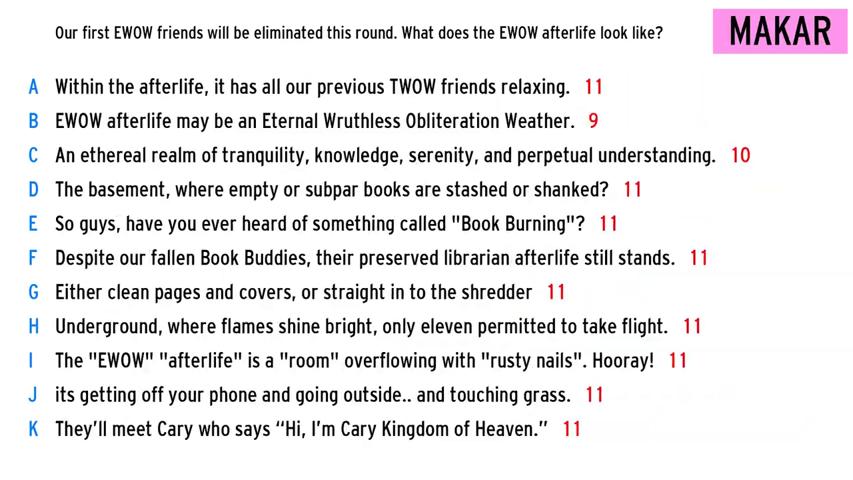 Our first EWOW friends will be eliminated this round. What does the EWOW afterlife look like?
MAKAR
A Within the afterlife, it has all our previous TWOW friends relaxing. 11
B EWOW afterlife may be an Eternal Wruthless Obliteration Weather. 9
C An ethereal realm of tranquility, knowledge, serenity, and perpetual understanding. 10
D The basement, where empty or subpar books are stashed or shanked? 11
E So guys, have you ever heard of something called "Book Burning"? 11
F Despite our fallen Book Buddies, their preserved librarian afterlife still stands. 11
G Either clean pages and covers, or straight in to the shredder 11
H Underground, where flames shine bright, only eleven permitted to take flight. 11
I The "EWOW" "afterlife" is a "room" overflowing with "rusty nails". Hooray! 11
J its getting off your phone and going outside.. and touching grass. 11
K They’ll meet Cary who says “Hi, I’m Cary Kingdom of Heaven.” 11